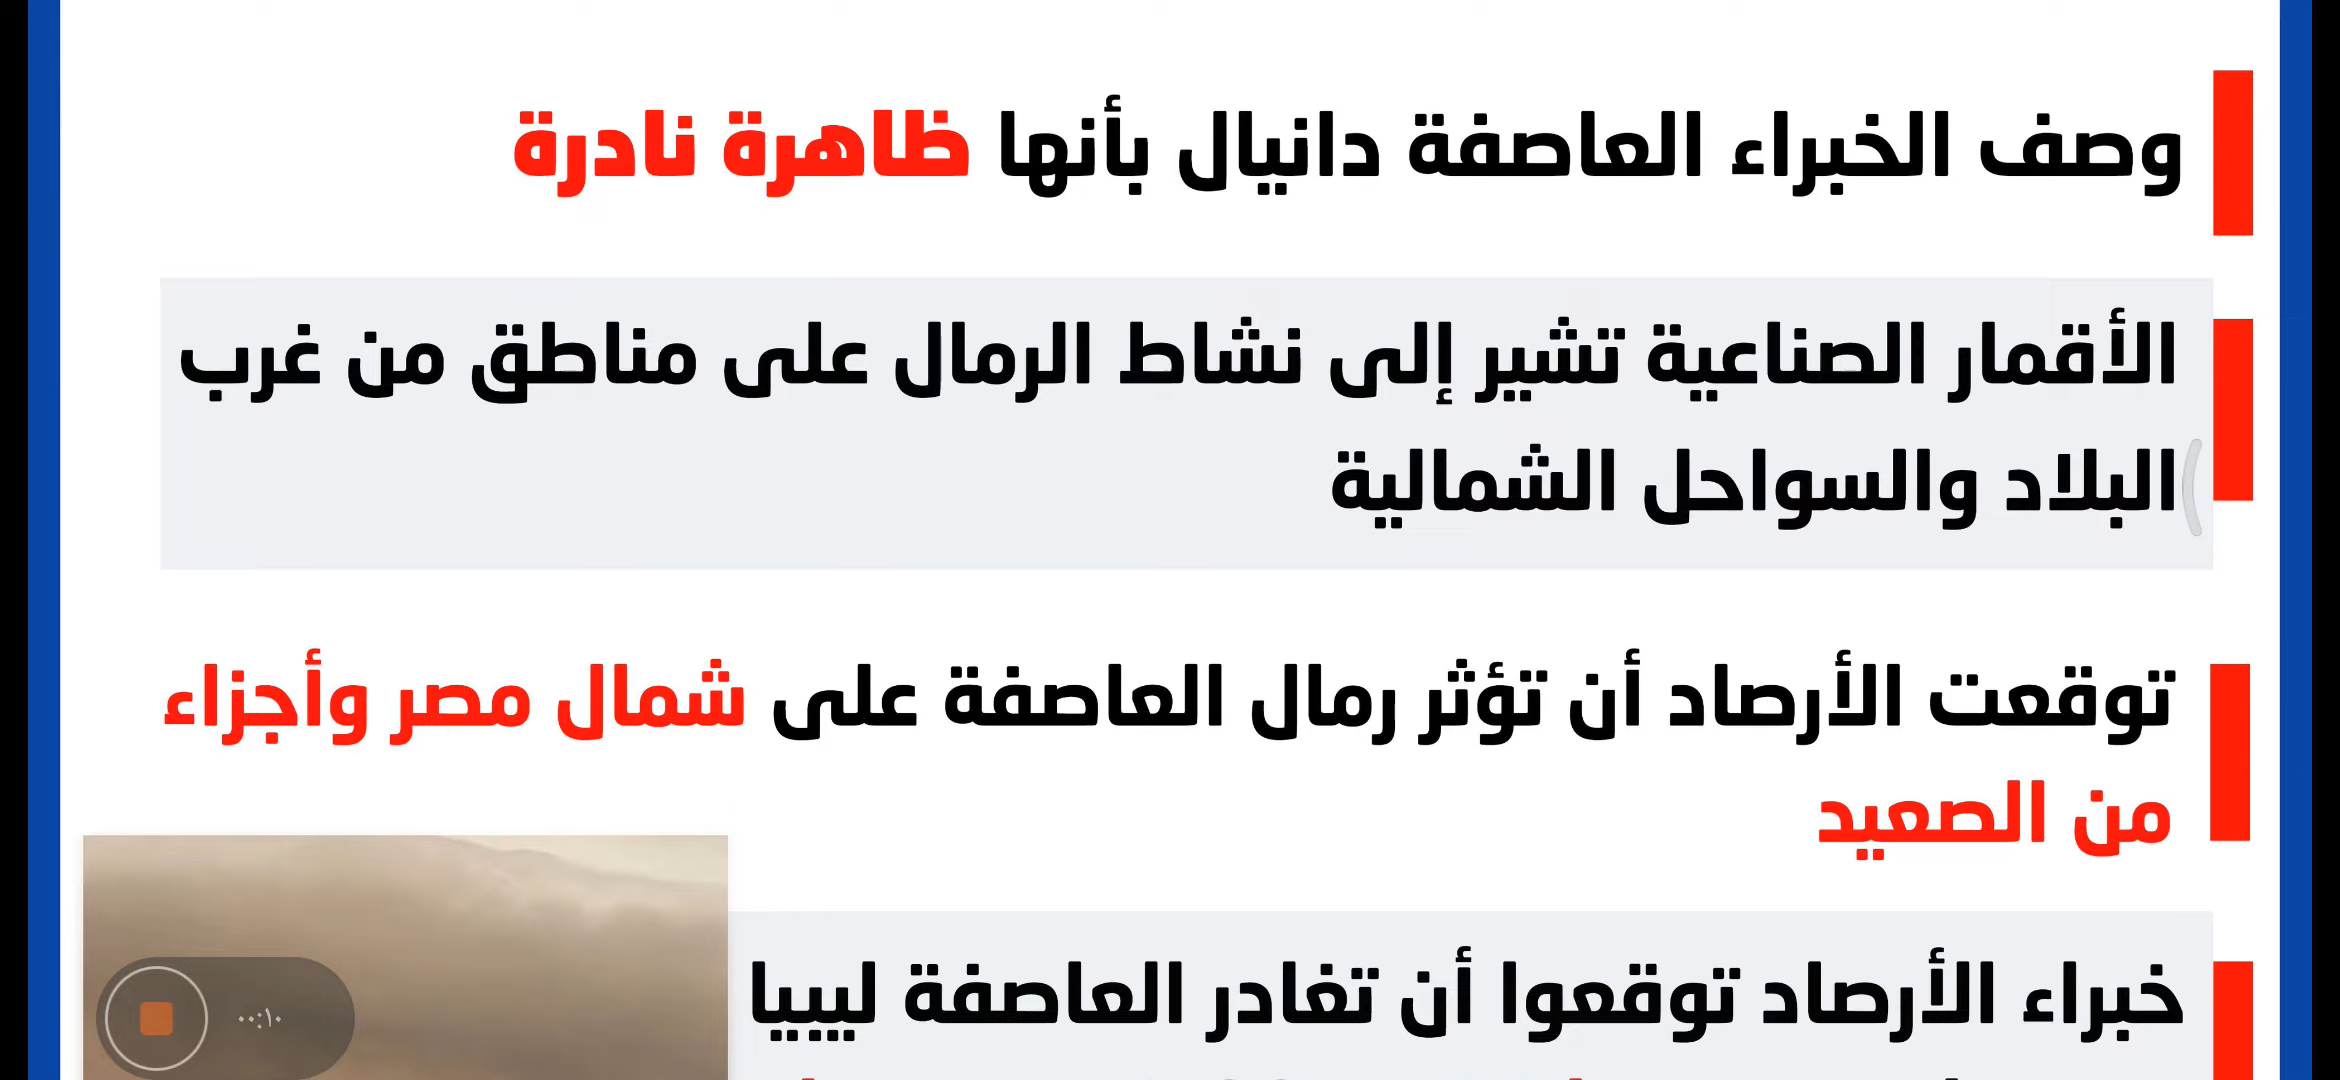 وصف الخبراء العاصفة دانيال بأنها ظاهرة نادرة
الأقمار الصناعية تشير إلى نشاط الرمال على مناطق من غرب
البلاد والسواحل الشمالية
توقعت الأرصاد أن تؤثر رمال العاصفة على شمال مصر وأجزاء
من الصعيد
خبراء الأرصاد توقعوا أن تغادر العاصفة ليبيا
٠٠:١٠